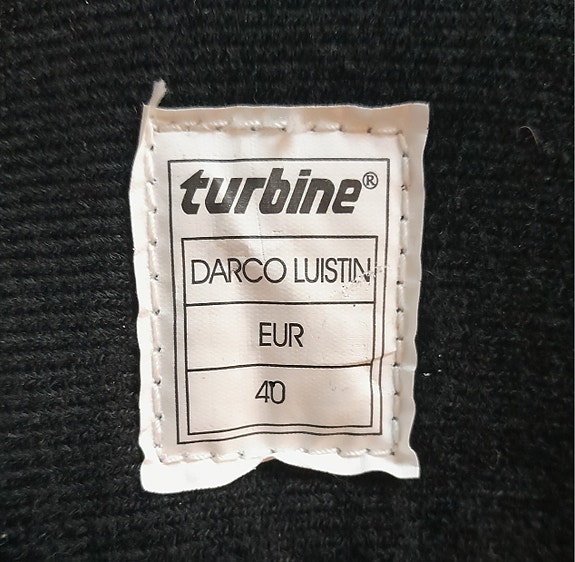 turbine®
DARCO LUISTIN
EUR
40